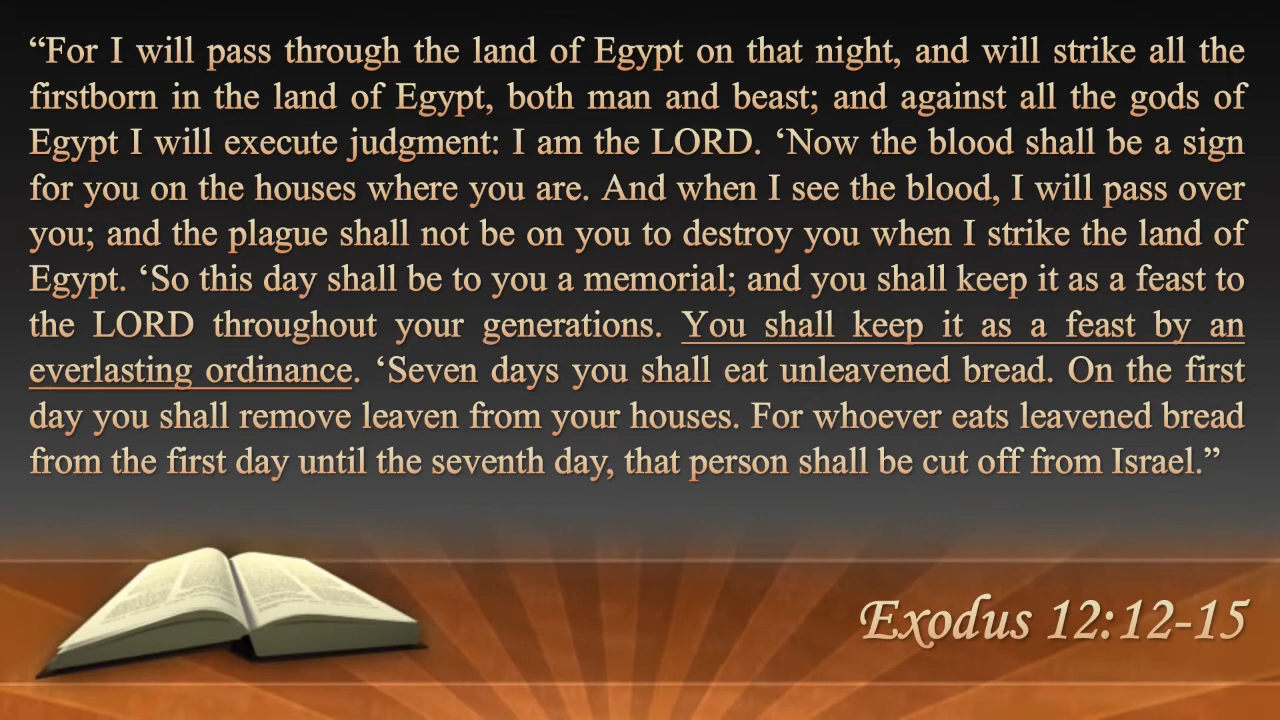 “For I will pass through the land of Egypt on that night, and will strike all the
firstborn in the land of Egypt, both man and beast; and against all the gods of
Egypt I will execute judgment: I am the LORD. ‘Now the blood shall be a sign
for you on the houses where you are. And when I see the blood, I will pass over
you; and the plague shall not be on you to destroy you when I strike the land of
Egypt. ‘So this day shall be to you a memorial; and you shall keep it as a feast to
the LORD throughout your generations. You shall keep it as a feast by an
everlasting ordinance. ‘Seven days you shall eat unleavened bread. On the first
day you shall remove leaven from your houses. For whoever eats leavened bread
from the first day until the seventh day, that person shall be cut off from Israel.”
Exodus 12:12-15